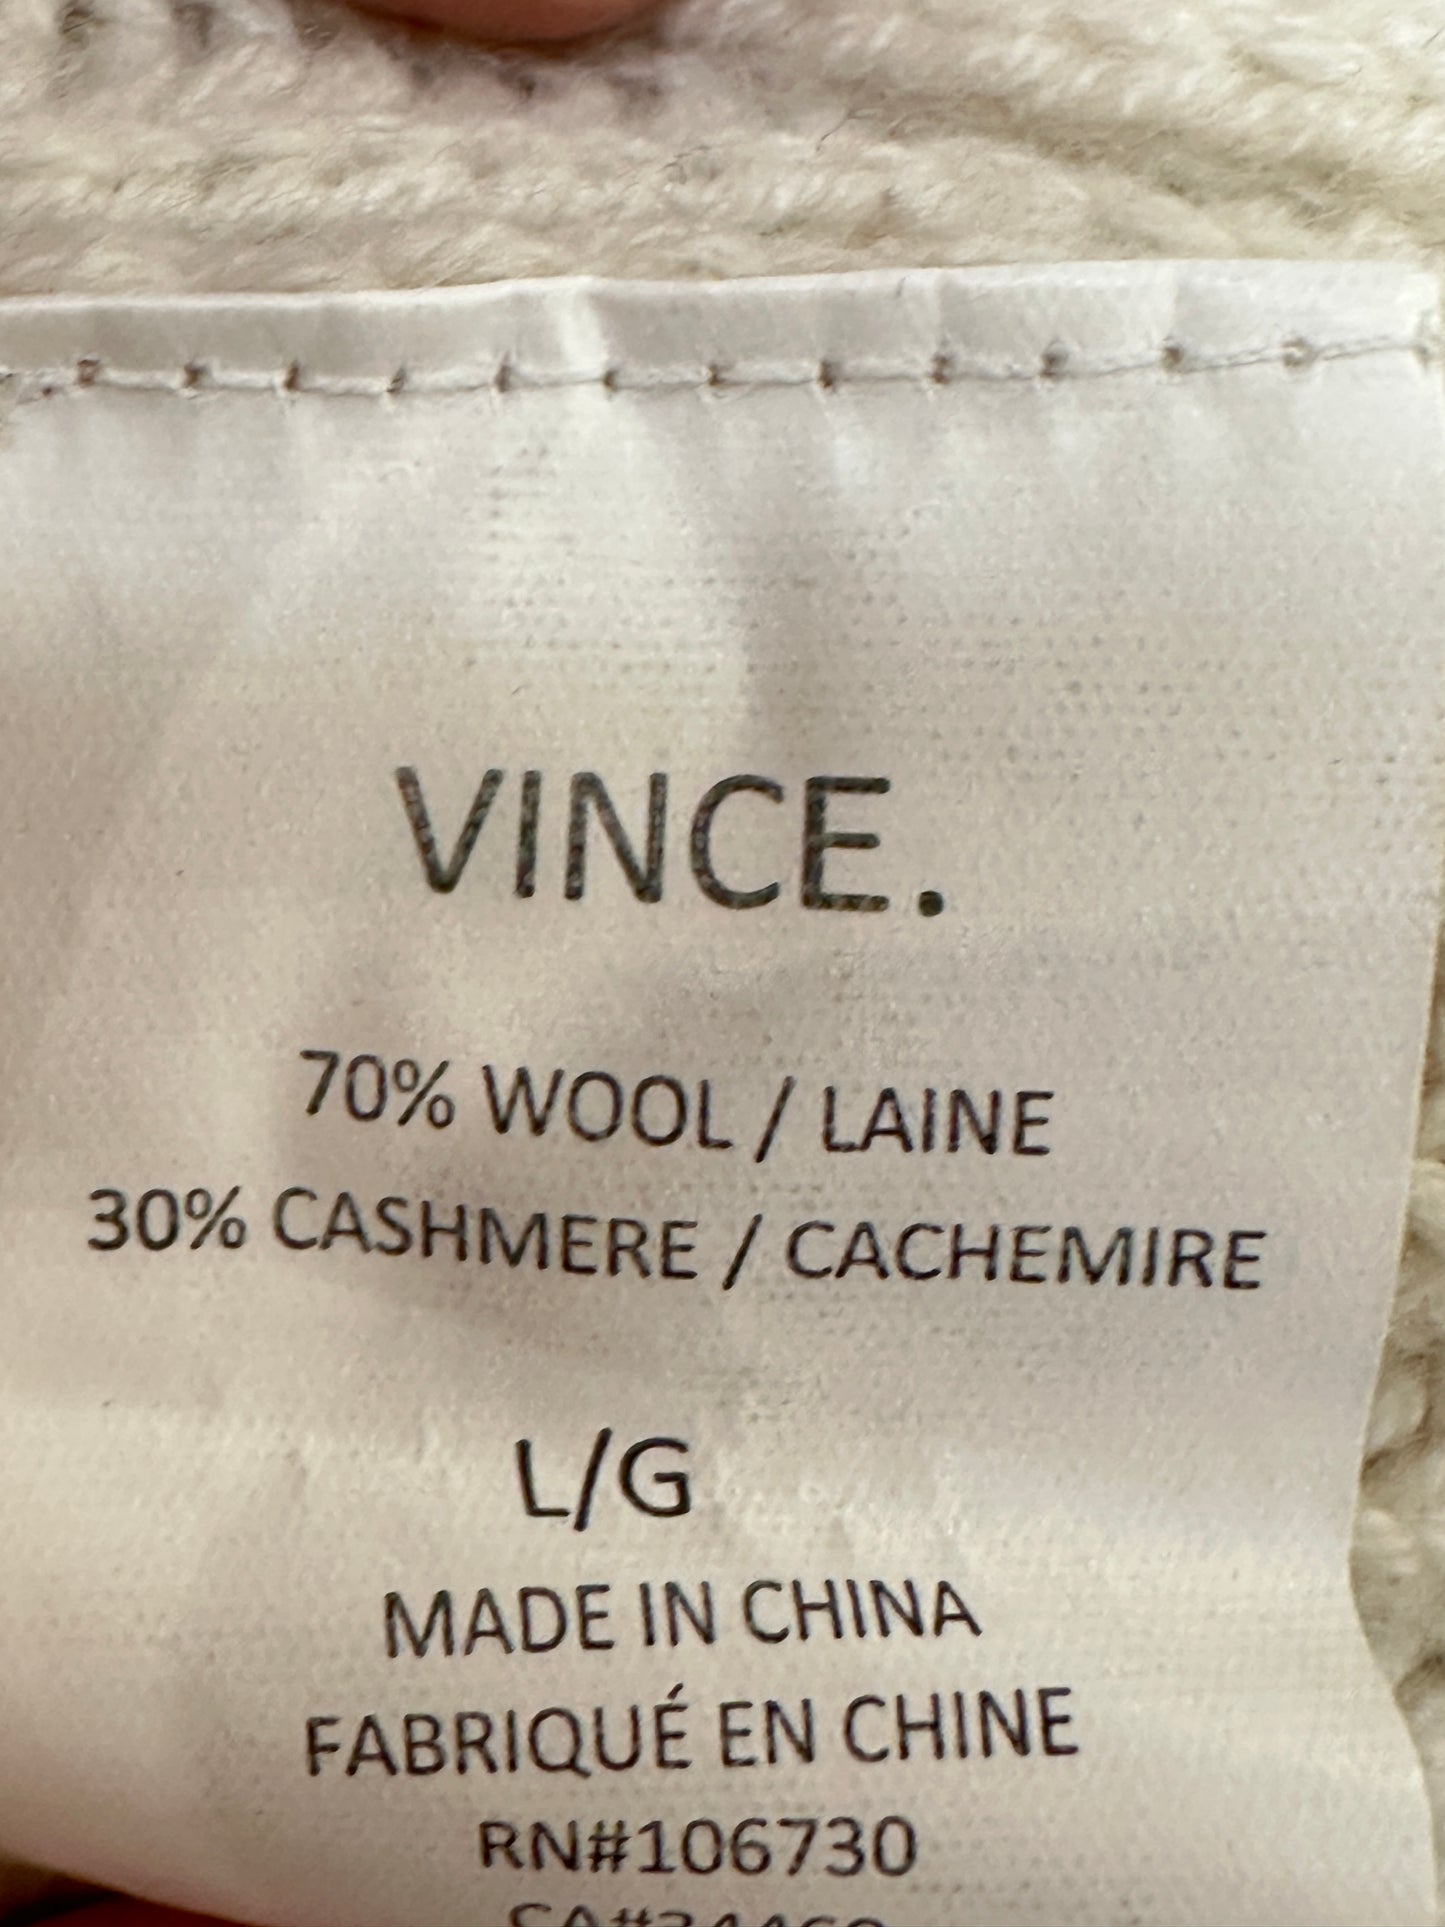 VINCE.
70% WOOL / LAINE
30% CASHMERE / CACHEMIRE
L/G
MADE IN CHINA
FABRIQUÉ EN CHINE
RN#106730